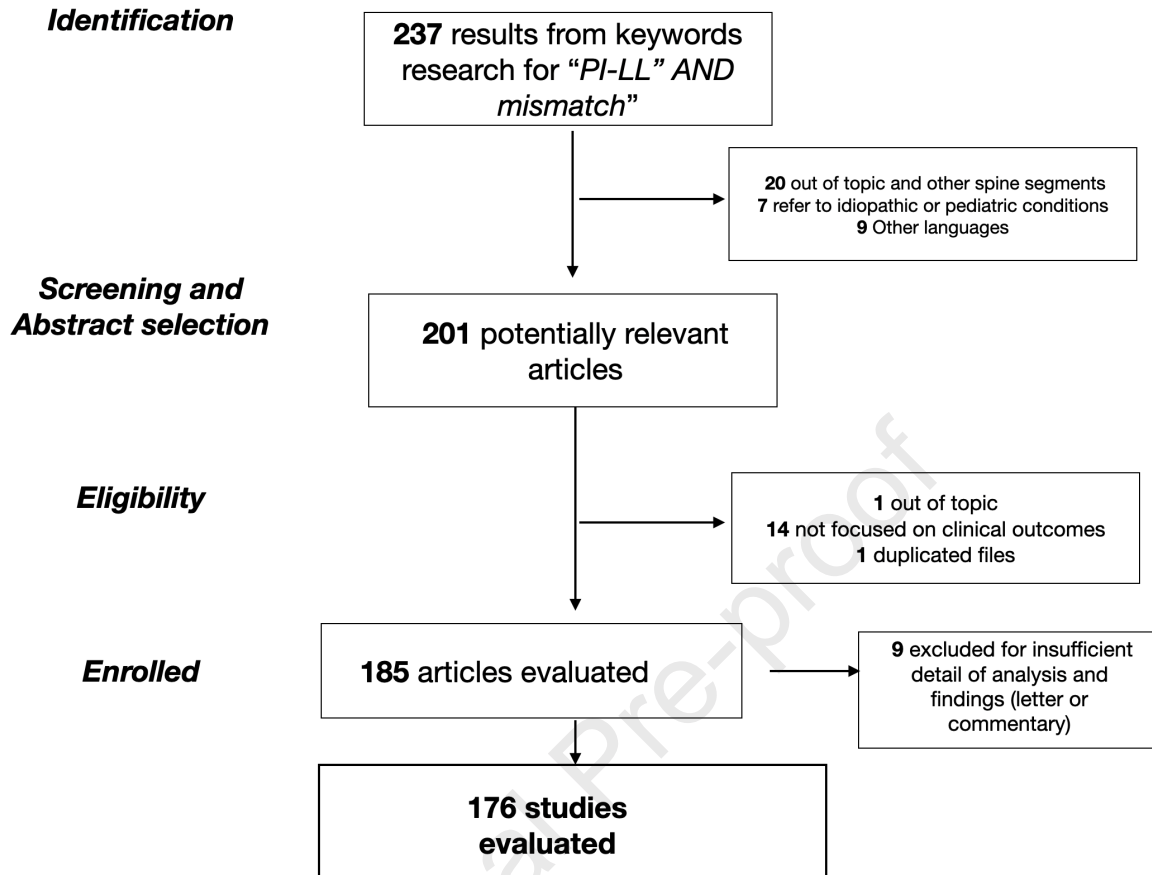 Identification
237 results from keywords
research for “PI-LL” AND
mismatch”
20 out of topic and other spine segments
7 refer to idiopathic or pediatric conditions
9 Other languages
Screening and
Abstract selection
201 potentially relevant
articles
Eligibility
1 out of topic
14 not focused on clinical outcomes
1 duplicated files
Enrolled
185 articles evaluated
9 excluded for insufficient
detail of analysis and
findings (letter or
commentary)
176 studies
evaluated
al Pre-proof